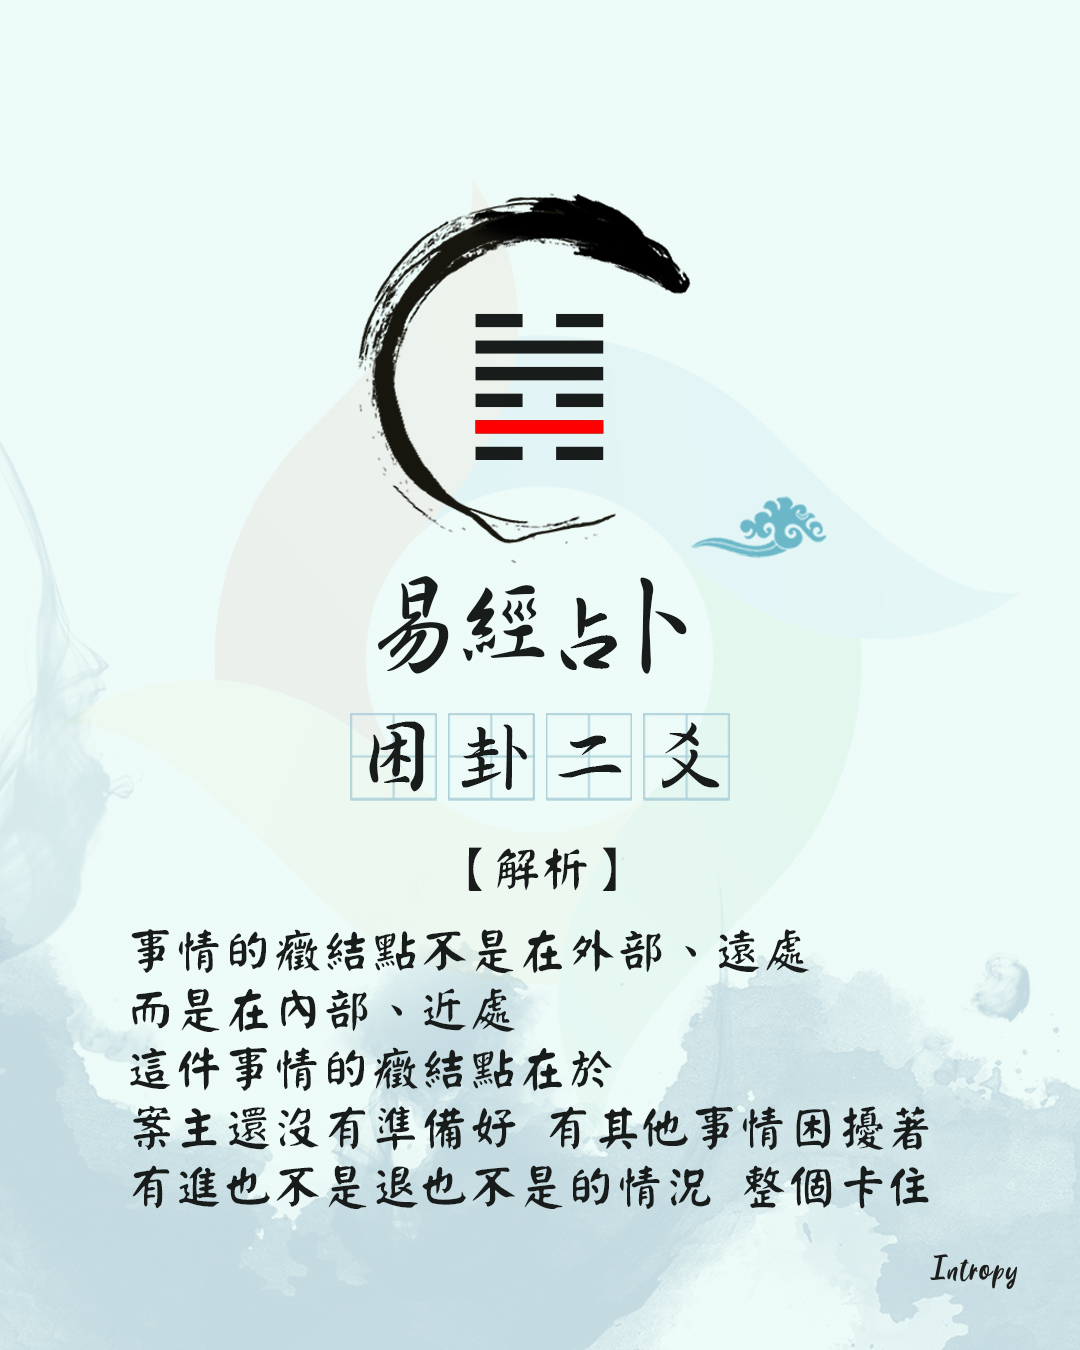 易經占卜
困卦二爻
【解析】
事情的癥結點不是在外部、遠處
而是在內部、近處
這件事情的癥結點在於
案主還沒有準備好 有其他事情困擾著
有進也不是退也不是的情況 整個卡住
Intropy